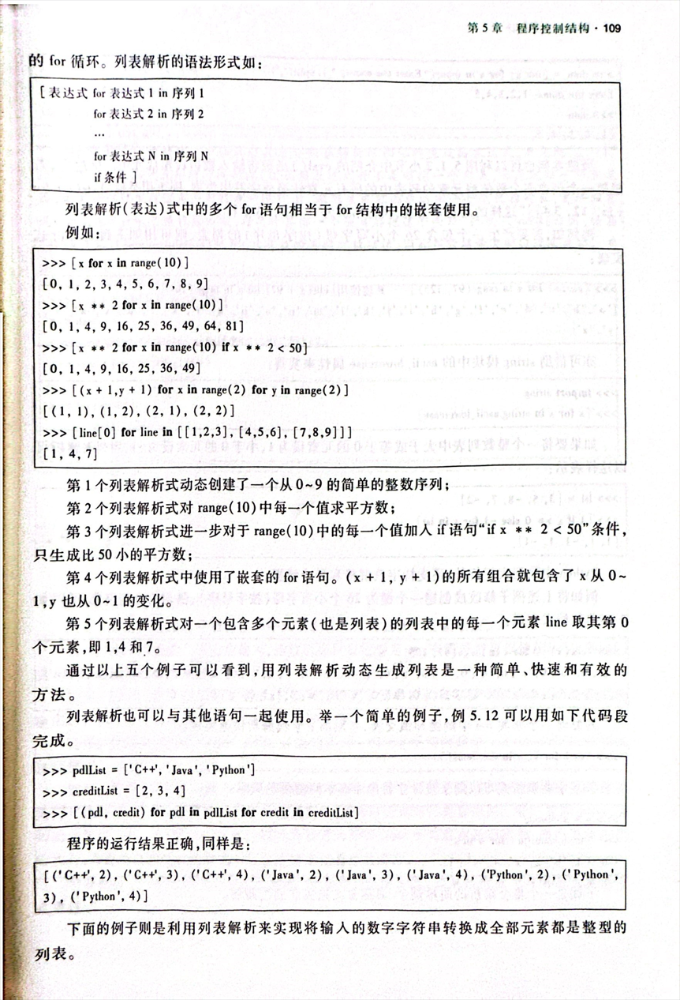 第 5 章 程序控制结构 · 109
的 for 循环。列表解析的语法形式如：
[ 表达式 for 表达式 1 in 序列 1
for 表达式 2 in 序列 2
…
for 表达式 N in 序列 N
if 条件 ]
列表解析(表达)式中的多个 for 语句相当于 for 结构中的嵌套使用。
例如：
>>> [x for x in range(10)]
[0, 1, 2, 3, 4, 5, 6, 7, 8, 9]
>>> [x ** 2 for x in range(10)]
[0, 1, 4, 9, 16, 25, 36, 49, 64, 81]
>>> [x ** 2 for x in range(10) if x ** 2 < 50]
[0, 1, 4, 9, 16, 25, 36, 49]
>>> [(x + 1,y + 1) for x in range(2) for y in range(2)]
[(1, 1), (1, 2), (2, 1), (2, 2)]
>>> [line[0] for line in [[1,2,3], [4,5,6], [7,8,9]]]
[1, 4, 7]
第 1 个列表解析式动态创建了一个从 0~9 的简单的整数序列；
第 2 个列表解析式对 range(10)中每一个值求平方数；
第 3 个列表解析式进一步对于 range(10)中的每一个值加入 if 语句“if x ** 2 < 50”条件，
只生成比 50 小的平方数；
第 4 个列表解析式中使用了嵌套的 for 语句。(x + 1, y + 1)的所有组合就包含了 x 从 0~
1,y 也从 0~1 的变化。
第 5 个列表解析式对一个包含多个元素(也是列表)的列表中的每一个元素 line 取其第 0
个元素,即 1,4 和 7。
通过以上五个例子可以看到,用列表解析动态生成列表是一种简单、快速和有效的
方法。
列表解析也可以与其他语句一起使用。举一个简单的例子,例 5.12 可以用如下代码段
完成。
>>> pdlList = ['C++', 'Java', 'Python']
>>> creditList = [2, 3, 4]
>>> [(pdl, credit) for pdl in pdlList for credit in creditList]
程序的运行结果正确,同样是：
[('C++', 2), ('C++', 3), ('C++', 4), ('Java', 2), ('Java', 3), ('Java', 4), ('Python', 2), ('Python',
3), ('Python', 4)]
下面的例子则是利用列表解析来实现将输入的数字字符串转换成全部元素都是整型的
列表。